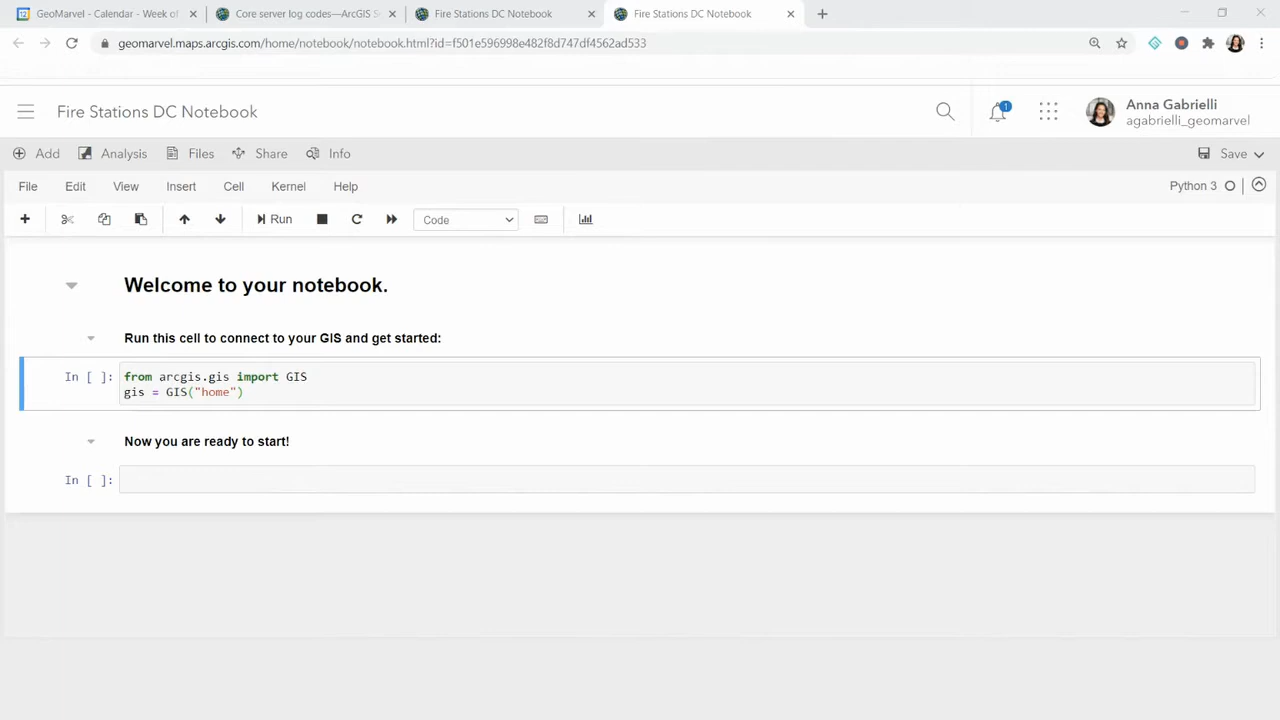 GeoMarvel - Calendar - Week of
Core server log codes—ArcGIS S
Fire Stations DC Notebook
Fire Stations DC Notebook
geomarvel.maps.arcgis.com/home/notebook/notebook.html?id=f501e596998e482f8d747df4562ad533
Fire Stations DC Notebook
1
Anna Gabrielli
agabrielli_geomarvel
Add Analysis Files Share Info Save
File Edit View Insert Cell Kernel Help Python 3
Run Code
Welcome to your notebook.
Run this cell to connect to your GIS and get started:
In [ ]: from arcgis.gis import GIS
gis = GIS("home")
Now you are ready to start!
In [ ]: